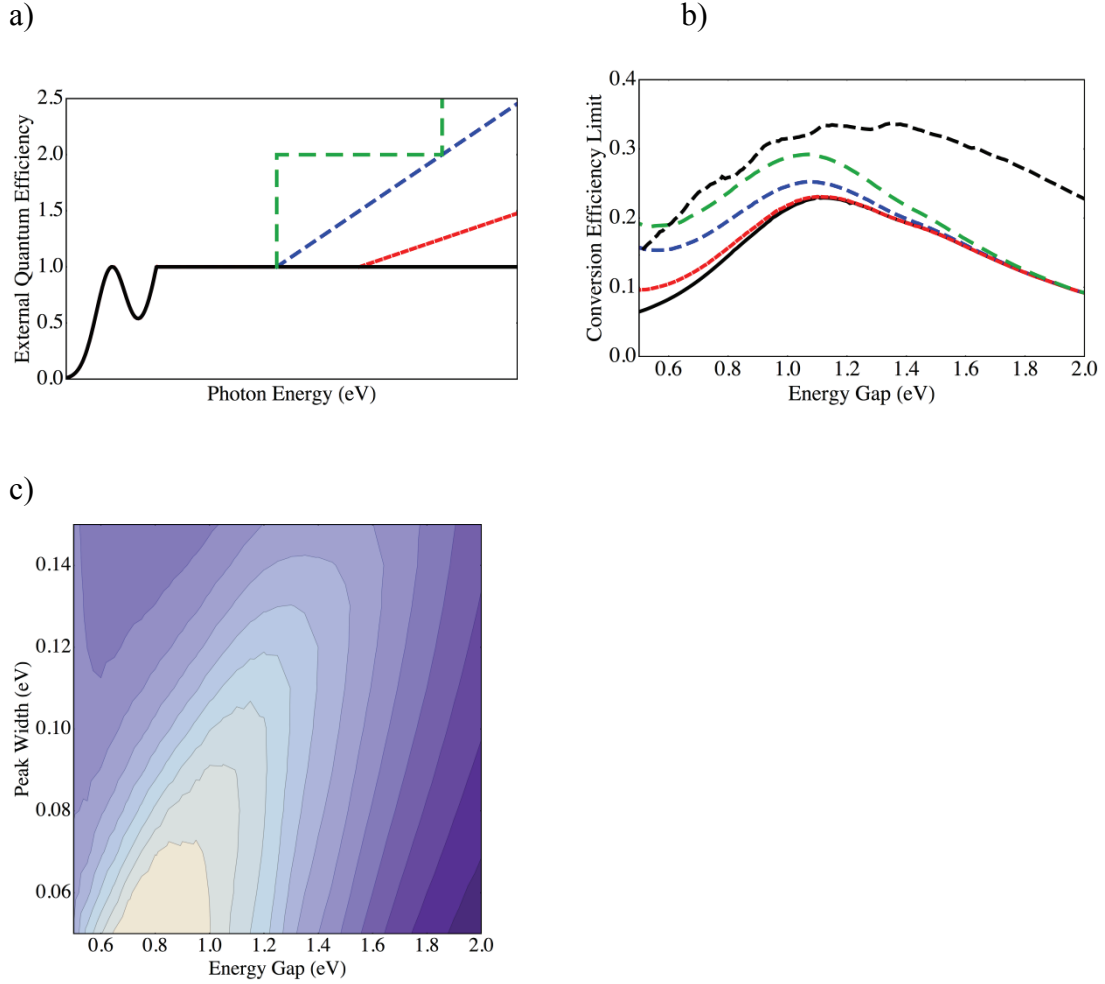 a)
b)
External Quantum Efficiency
2.5
2.0
1.5
1.0
0.5
0.0
Photon Energy (eV)
Conversion Efficiency Limit
0.4
0.3
0.2
0.1
0.0
0.6 0.8 1.0 1.2 1.4 1.6 1.8 2.0
Energy Gap (eV)
c)
Peak Width (eV)
0.14
0.12
0.10
0.08
0.06
0.6 0.8 1.0 1.2 1.4 1.6 1.8 2.0
Energy Gap (eV)